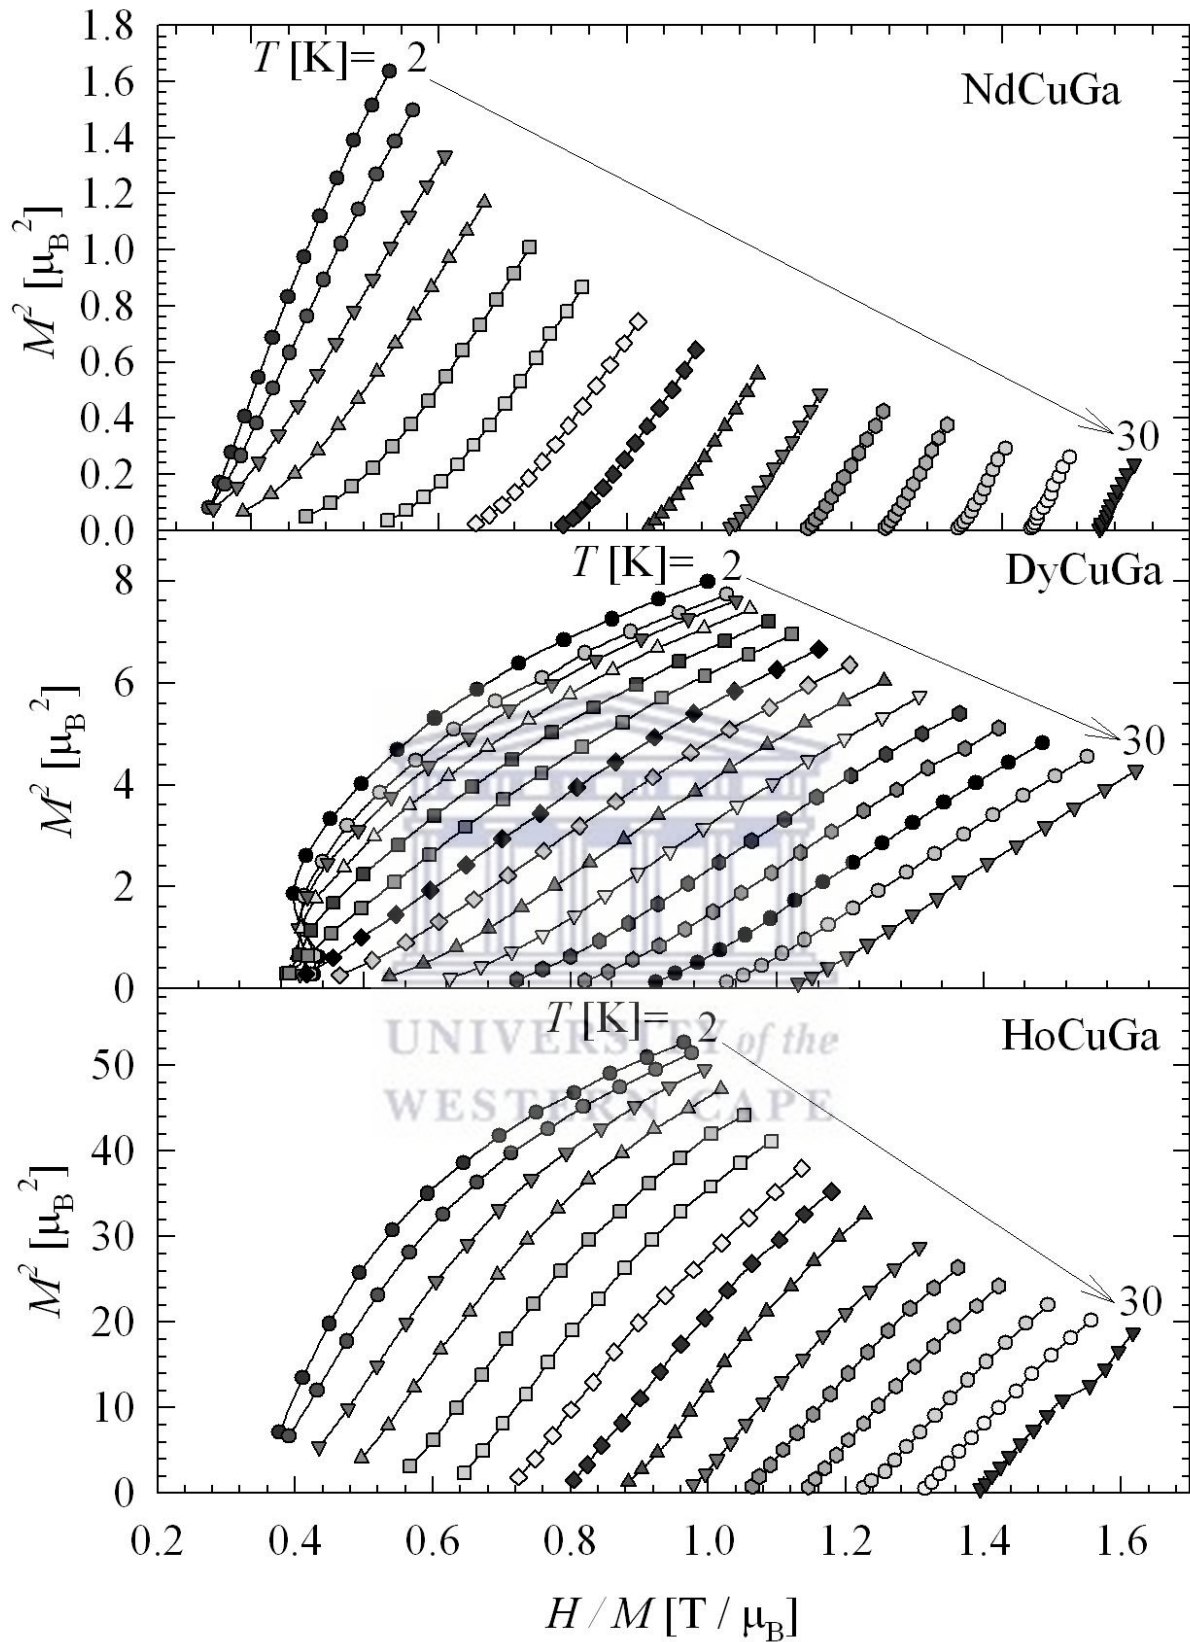 1.8
T [K]= 2
NdCuGa
1.6
1.4
1.2
1.0
0.8
0.6
0.4
0.2
0.0
30
M² [μB²]
T [K]= 2
DyCuGa
8
6
4
2
0
30
M² [μB²]
T [K]= 2
HoCuGa
UNIVERSITY of the
WESTERN CAPE
50
40
30
20
10
0
30
M² [μB²]
0.2 0.4 0.6 0.8 1.0 1.2 1.4 1.6
H / M [T / μB]